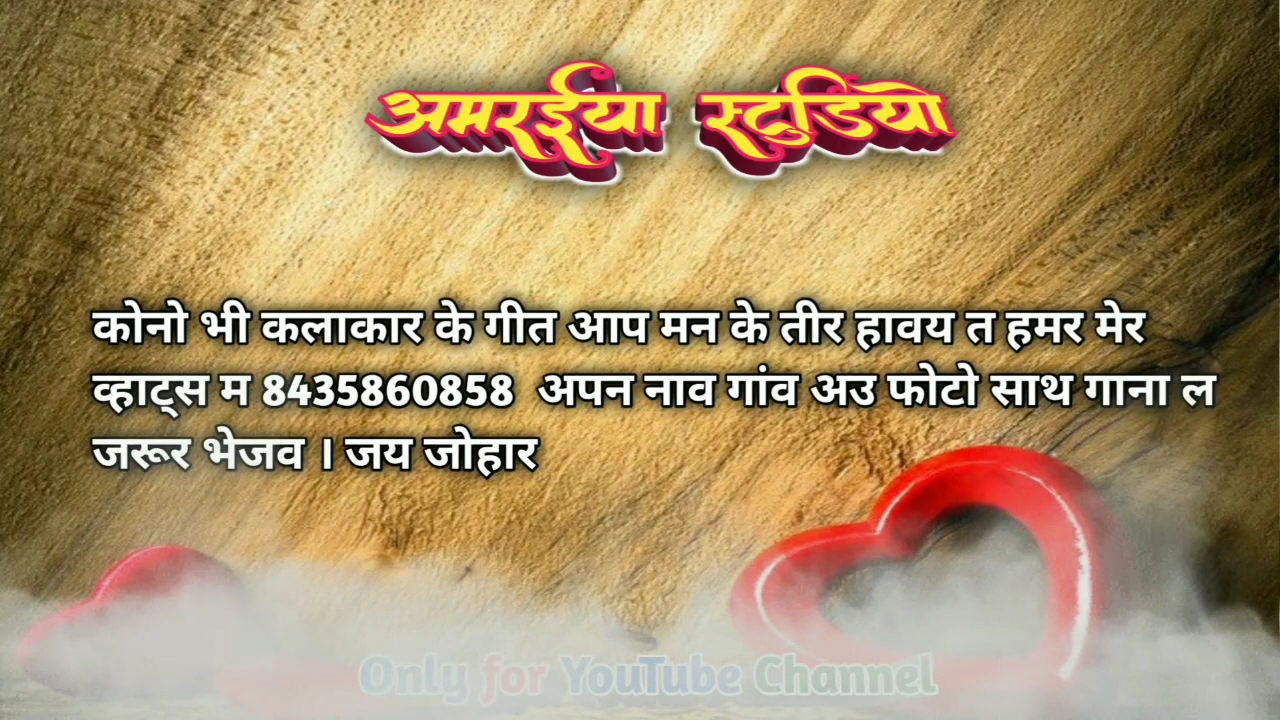 अमरईया स्टुडियो
कोनो भी कलाकार के गीत आप मन के तीर हावय त हमर मेर
व्हाट्स म 8435860858 अपन नाव गांव अउ फोटो साथ गाना ल
जरूर भेजव । जय जोहार
Only for YouTube Channel